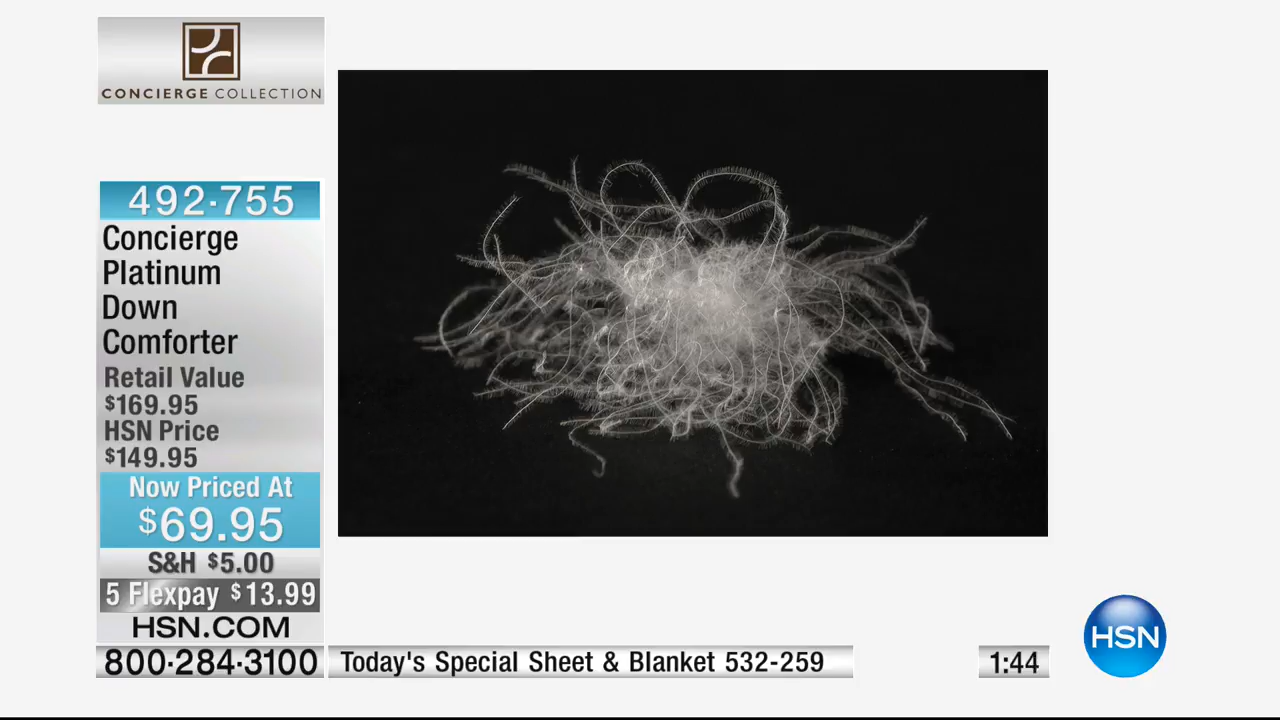 CONCIERGE COLLECTION
492·755
Concierge
Platinum
Down
Comforter
Retail Value
$169.95
HSN Price
$149.95
Now Priced At
$69.95
S&H $5.00
5 Flexpay $13.99
HSN.COM
800·284·3100
Today's Special Sheet & Blanket 532-259
1:44
HSN